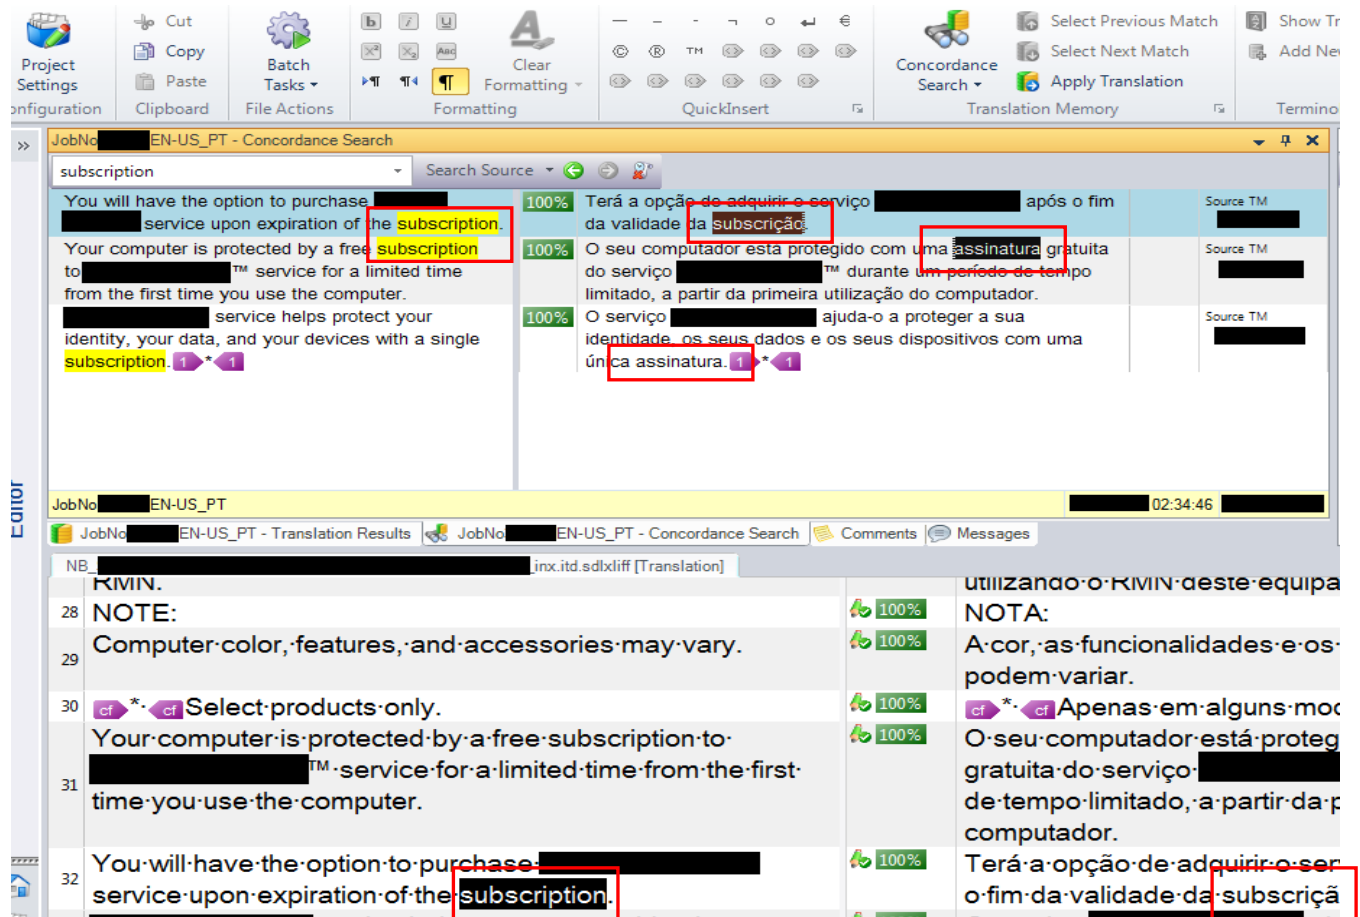 Cut
Copy
Paste
Project Settings
Batch Tasks
Clear Formatting
— – - ¬ ○ ↵ €
© ® TM
Concordance Search
Select Previous Match
Select Next Match
Apply Translation
Show Tr
Add Ne
onfiguration
Clipboard
File Actions
Formatting
QuickInsert
Translation Memory
Termino
JobNo EN-US_PT - Concordance Search
subscription
Search Source
You will have the option to purchase
service upon expiration of the subscription.
100%
Terá a opção de adquirir o serviço após o fim
da validade da subscrição.
Source TM
Your computer is protected by a free subscription
to ™ service for a limited time
from the first time you use the computer.
100%
O seu computador está protegido com uma assinatura gratuita
do serviço ™ durante um período de tempo
limitado, a partir da primeira utilização do computador.
Source TM
service helps protect your
identity, your data, and your devices with a single
subscription. 1 * 1
100%
O serviço ajuda-o a proteger a sua
identidade, os seus dados e os seus dispositivos com uma
única assinatura. 1 * 1
Source TM
Editor
JobNo EN-US_PT
02:34:46
JobNo EN-US_PT - Translation Results
JobNo EN-US_PT - Concordance Search
Comments
Messages
NB_ _inx.itd.sdlxliff [Translation]
RMN.
utilizando·o·RMN·deste·equipa
28 NOTE:
100%
NOTA:
29 Computer·color,·features,·and·accessories·may·vary.
100%
A·cor,·as·funcionalidades·e·os·
podem·variar.
30 cf *· cf Select·products·only.
100%
cf *· cf Apenas·em·alguns·mod
31 Your·computer·is·protected·by·a·free·subscription·to·
™·service·for·a·limited·time·from·the·first·
time·you·use·the·computer.
100%
O·seu·computador·está·proteg
gratuita·do·serviço·
de·tempo·limitado,·a·partir·da·p
computador.
32 You·will·have·the·option·to·purchase·
service·upon·expiration·of·the·subscription.
100%
Terá·a·opção·de·adquirir·o·ser
o·fim·da·validade·da·subscriçã